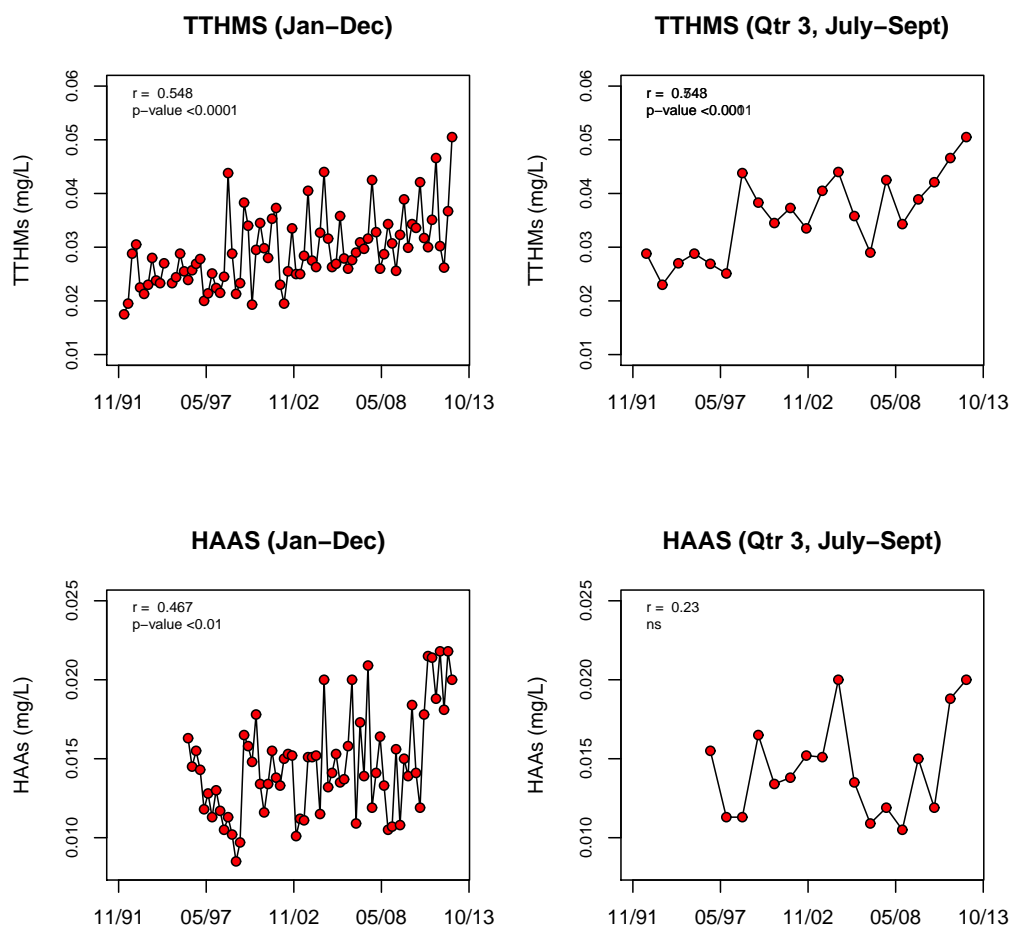 TTHMS (Jan−Dec)
r = 0.548
p−value <0.0001
TTHMs (mg/L)
0.06
0.05
0.04
0.03
0.02
0.01
11/91 05/97 11/02 05/08 10/13
TTHMS (Qtr 3, July−Sept)
r =
p−value
TTHMs (mg/L)
0.06
0.05
0.04
0.03
0.02
0.01
11/91 05/97 11/02 05/08 10/13
HAAS (Jan−Dec)
r = 0.467
p−value <0.01
HAAs (mg/L)
0.025
0.020
0.015
0.010
11/91 05/97 11/02 05/08 10/13
HAAS (Qtr 3, July−Sept)
r = 0.23
ns
HAAs (mg/L)
0.025
0.020
0.015
0.010
11/91 05/97 11/02 05/08 10/13